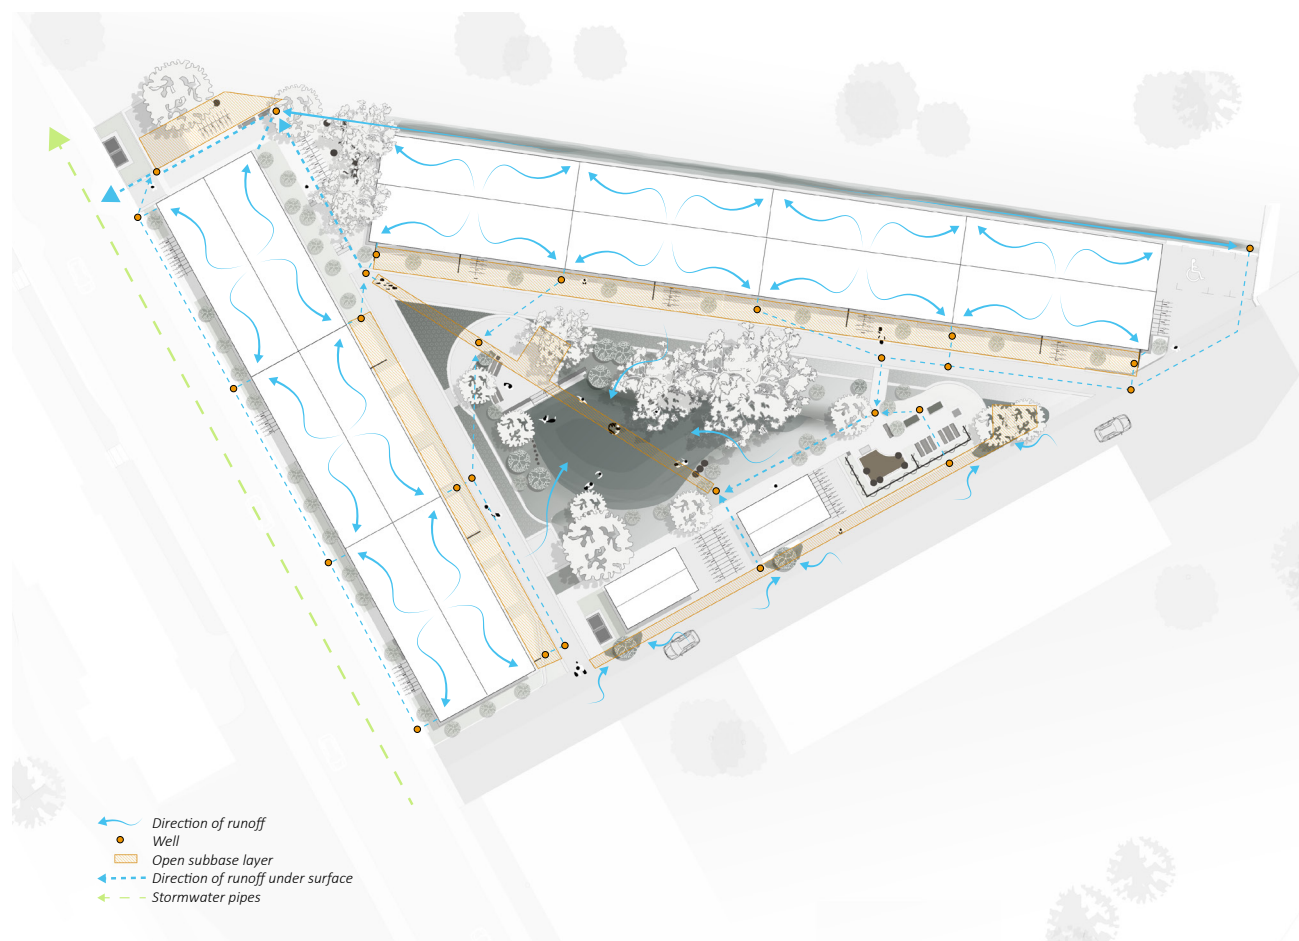 Direction of runoff
Well
Open subbase layer
Direction of runoff under surface
Stormwater pipes